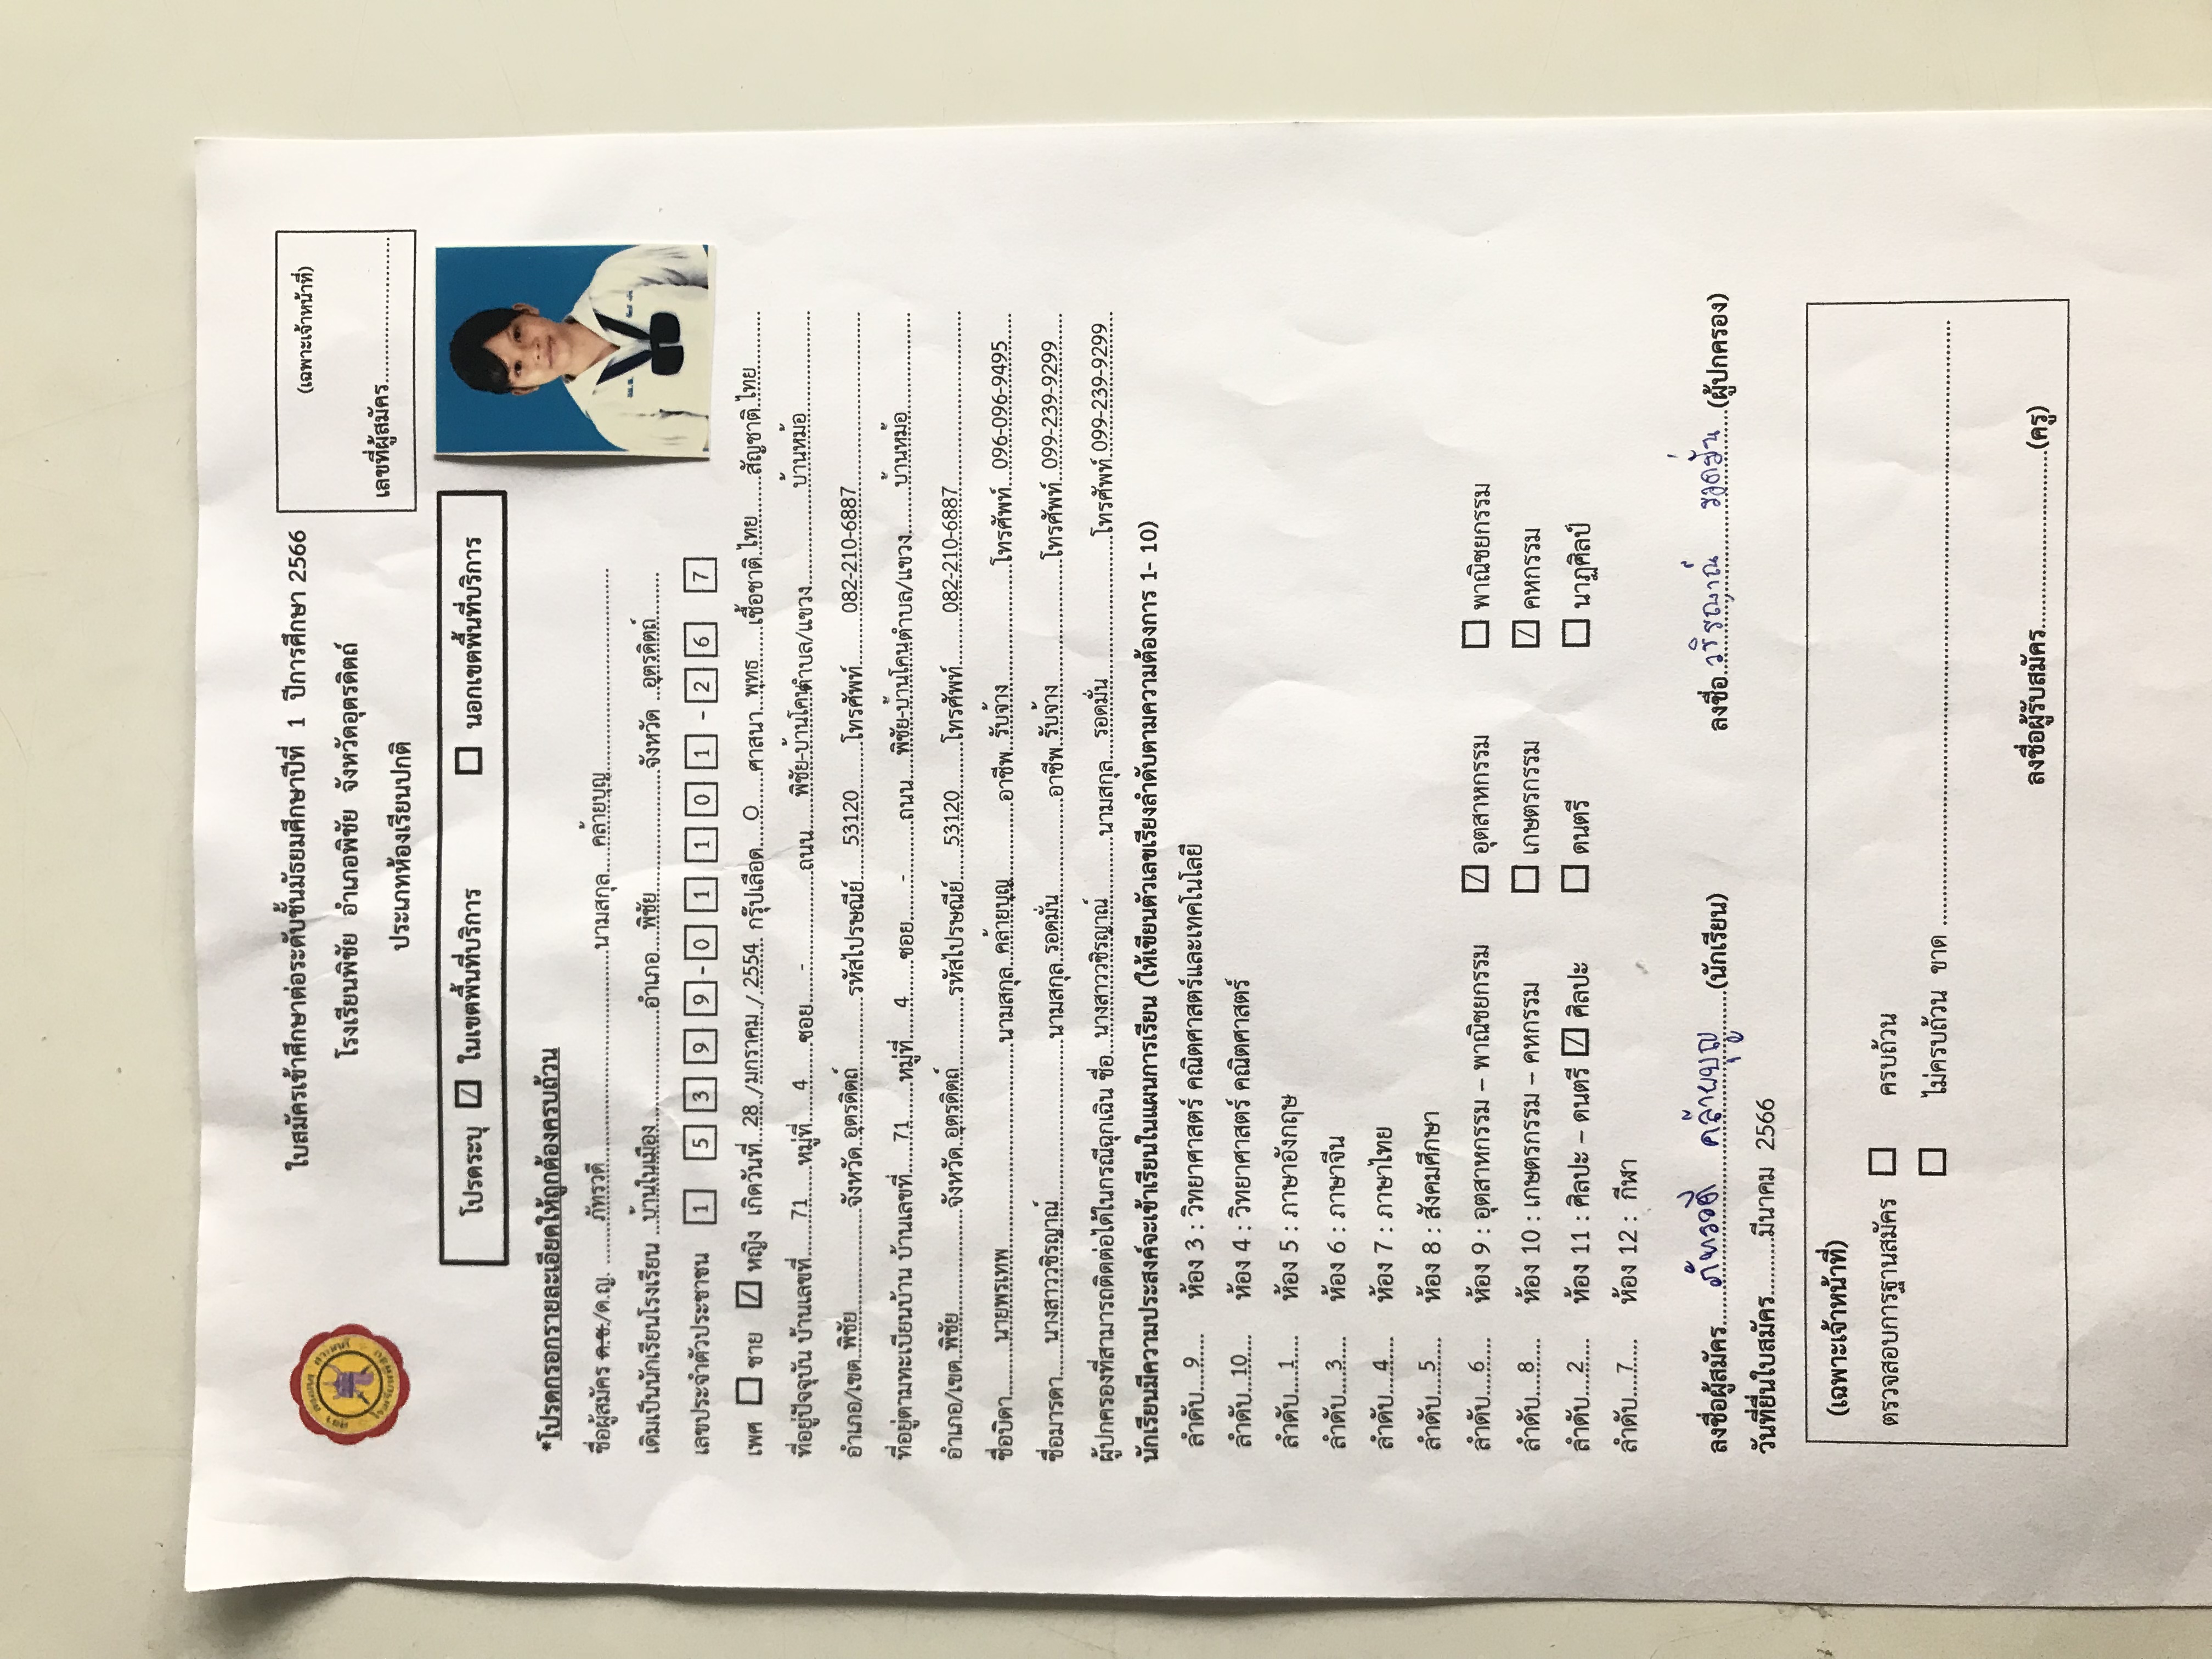 (เฉพาะเจ้าหน้าที่)
เลขที่ผู้สมัคร..............................
ใบสมัครเข้าศึกษาต่อระดับชั้นมัธยมศึกษาปีที่ 1 ปีการศึกษา 2566
โรงเรียนพิชัย อำเภอพิชัย จังหวัดอุตรดิตถ์
ประเภทห้องเรียนปกติ
โปรดระบุ ☑ ในเขตพื้นที่บริการ ☐ นอกเขตพื้นที่บริการ
*โปรดกรอกรายละเอียดให้ถูกต้องครบถ้วน
ชื่อผู้สมัคร ด.ช./ด.ญ. ........ภัทรวดี........นามสกุล....คล้ายบุญ........
เดิมเป็นนักเรียนโรงเรียน ..บ้านในเมือง........อำเภอ....พิชัย........จังหวัด ..อุตรดิตถ์......
เลขประจำตัวประชาชน 1 5 3 9 9 - 0 1 1 0 1 - 2 6 7
เพศ ☐ ชาย ☑ หญิง เกิดวันที่...28../มกราคม../..2554 กรุ๊ปเลือด....O.....ศาสนา..พุทธ.....เชื้อชาติ.ไทย......สัญชาติ.ไทย........
ที่อยู่ปัจจุบัน บ้านเลขที่......71......หมู่ที่.....4......ซอย........-........ถนน.....พิชัย-บ้านโคนตำบล/แขวง........บ้านหม้อ........
อำเภอ/เขต..พิชัย........จังหวัด..อุตรดิตถ์........รหัสไปรษณีย์......53120......โทรศัพท์........082-210-6887........
ที่อยู่ตามทะเบียนบ้าน บ้านเลขที่.....71......หมู่ที่....4......ซอย......-......ถนน.....พิชัย-บ้านโคนตำบล/แขวง......บ้านหม้อ........
อำเภอ/เขต..พิชัย........จังหวัด..อุตรดิตถ์........รหัสไปรษณีย์......53120......โทรศัพท์........082-210-6887........
ชื่อบิดา........นายพรเทพ........นามสกุล..คล้ายบุญ........อาชีพ..รับจ้าง........โทรศัพท์..096-096-9495
ชื่อมารดา......นางสาววชิรญาณ์........นามสกุล.รอดมั่น........อาชีพ..รับจ้าง........โทรศัพท์..099-239-9299
ผู้ปกครองที่สามารถติดต่อได้ในกรณีฉุกเฉิน ชื่อ...นางสาววชิรญาณ์........นามสกุล....รอดมั่น........โทรศัพท์.099-239-9299
นักเรียนมีความประสงค์จะเข้าเรียนในแผนการเรียน (ให้เขียนตัวเลขเรียงลำดับตามความต้องการ 1- 10)
ลำดับ....9..... ห้อง 3 : วิทยาศาสตร์ คณิตศาสตร์และเทคโนโลยี
ลำดับ..10..... ห้อง 4 : วิทยาศาสตร์ คณิตศาสตร์
ลำดับ....1.... ห้อง 5 : ภาษาอังกฤษ
ลำดับ....3.... ห้อง 6 : ภาษาจีน
ลำดับ....4.... ห้อง 7 : ภาษาไทย
ลำดับ....5.... ห้อง 8 : สังคมศึกษา
ลำดับ....6.... ห้อง 9 : อุตสาหกรรม – พาณิชยกรรม ☑ อุตสาหกรรม ☐ พาณิชยกรรม
ลำดับ....8.... ห้อง 10 : เกษตรกรรม – คหกรรม ☐ เกษตรกรรม ☑ คหกรรม
ลำดับ....2.... ห้อง 11 : ศิลปะ – ดนตรี ☑ ศิลปะ ☐ ดนตรี ☐ นาฏศิลป์
ลำดับ....7.... ห้อง 12 : กีฬา
ลงชื่อผู้สมัคร.....ภัทรวดี คล้ายบุญ.....(นักเรียน) ลงชื่อ..วชิรญาณ์ รอดมั่น...(ผู้ปกครอง)
วันที่ยื่นใบสมัคร.........มีนาคม 2566
(เฉพาะเจ้าหน้าที่)
ตรวจสอบการฐานสมัคร ☐ ครบถ้วน
☐ ไม่ครบถ้วน ขาด ................................................
ลงชื่อผู้รับสมัคร..............................(ครู)